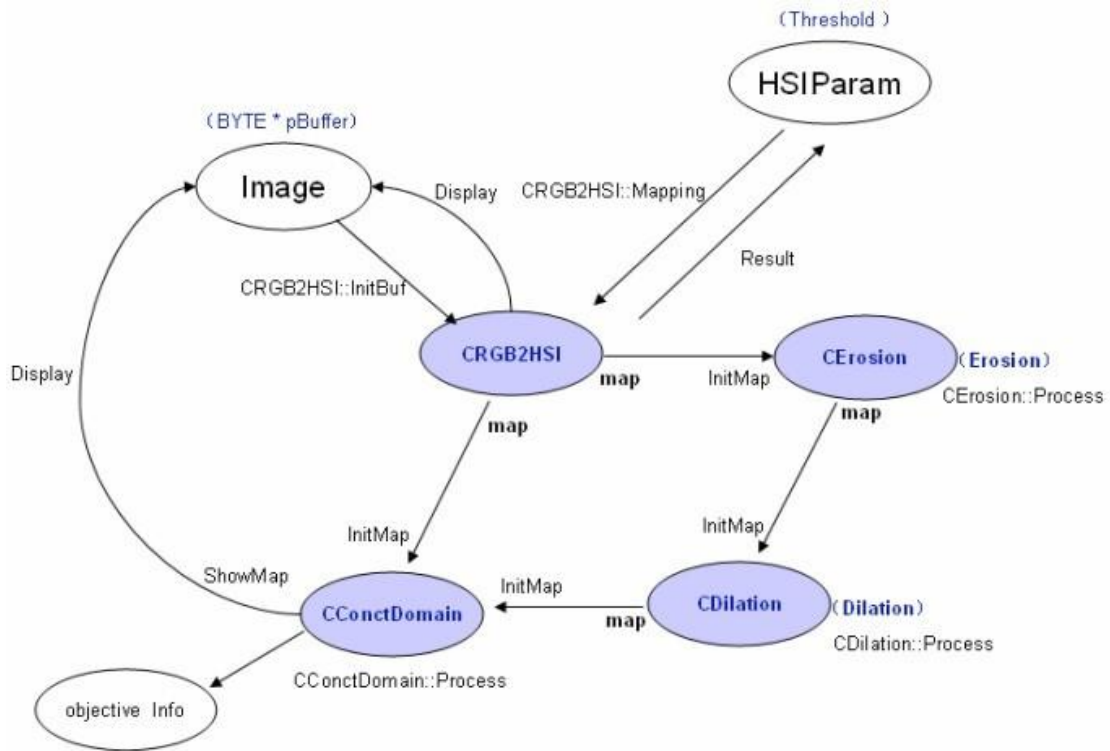 (Threshold )
HSIParam
(BYTE * pBuffer)
Image
Display
CRGB2HSI::Mapping
Result
CRGB2HSI::InitBuf
CRGB2HSI
map
InitMap
CErosion
(Erosion)
CErosion::Process
map
map
Display
InitMap
InitMap
ShowMap
InitMap
CConctDomain
CConctDomain::Process
map
CDilation
(Dilation)
CDilation::Process
objective Info